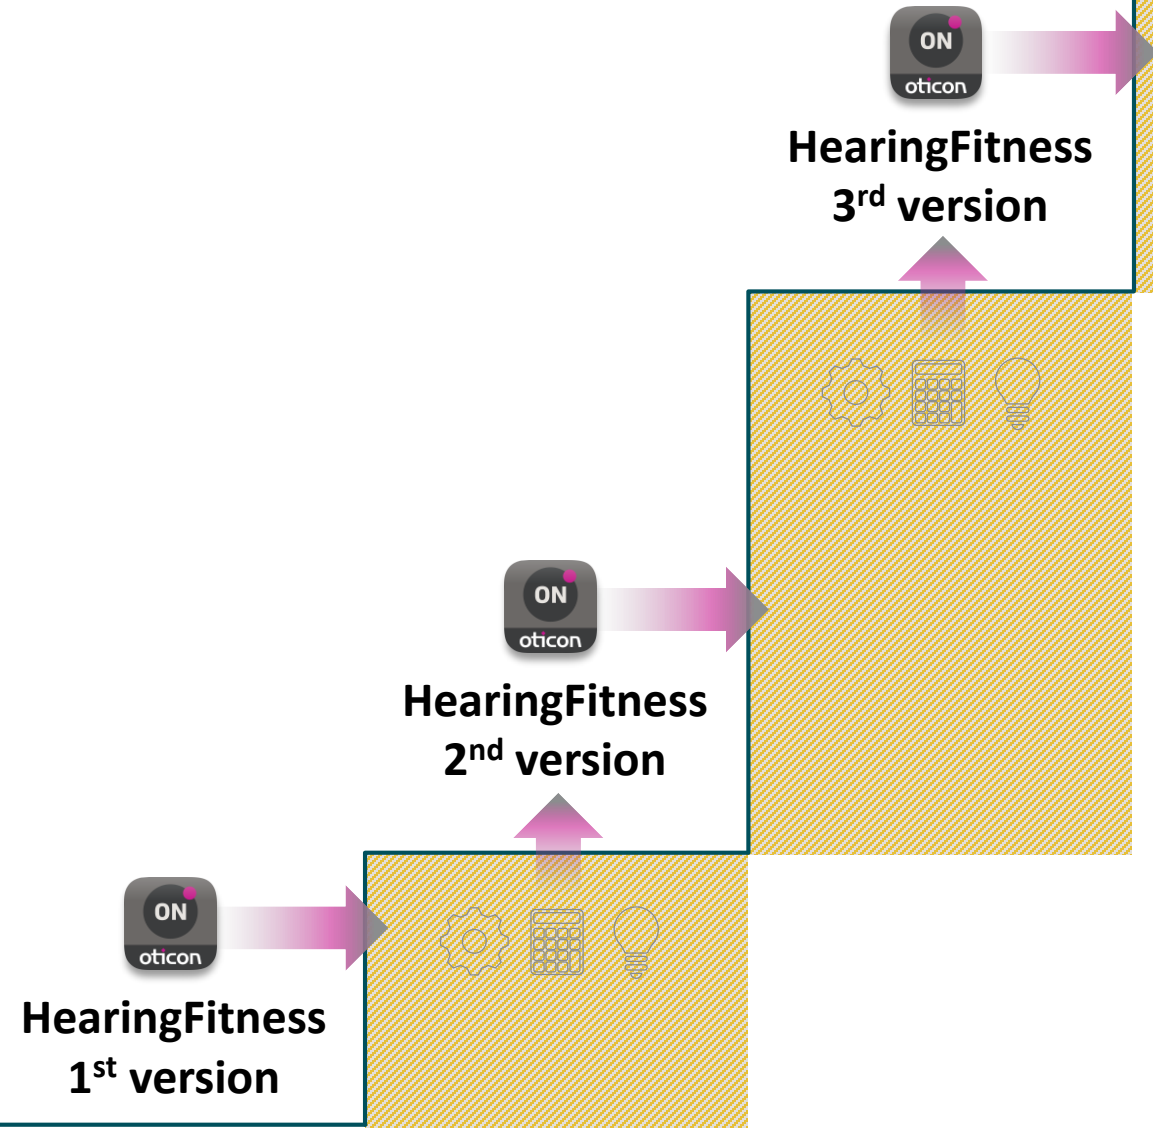 ON
oticon
HearingFitness
3rd version
ON
oticon
HearingFitness
2nd version
ON
oticon
HearingFitness
1st version